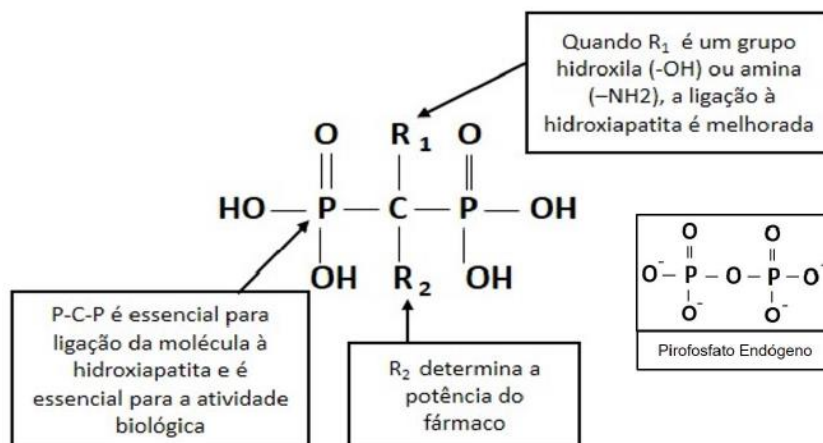 Quando R₁ é um grupo
hidroxila (-OH) ou amina
(–NH2), a ligação à
hidroxiapatita é melhorada
O R₁ O
HO P C P OH
OH R₂ OH
O O
O⁻ P O P O⁻
O⁻ O⁻
Pirofosfato Endógeno
P-C-P é essencial para
ligação da molécula à
hidroxiapatita e é
essencial para a atividade
biológica
R₂ determina a
potência do
fármaco